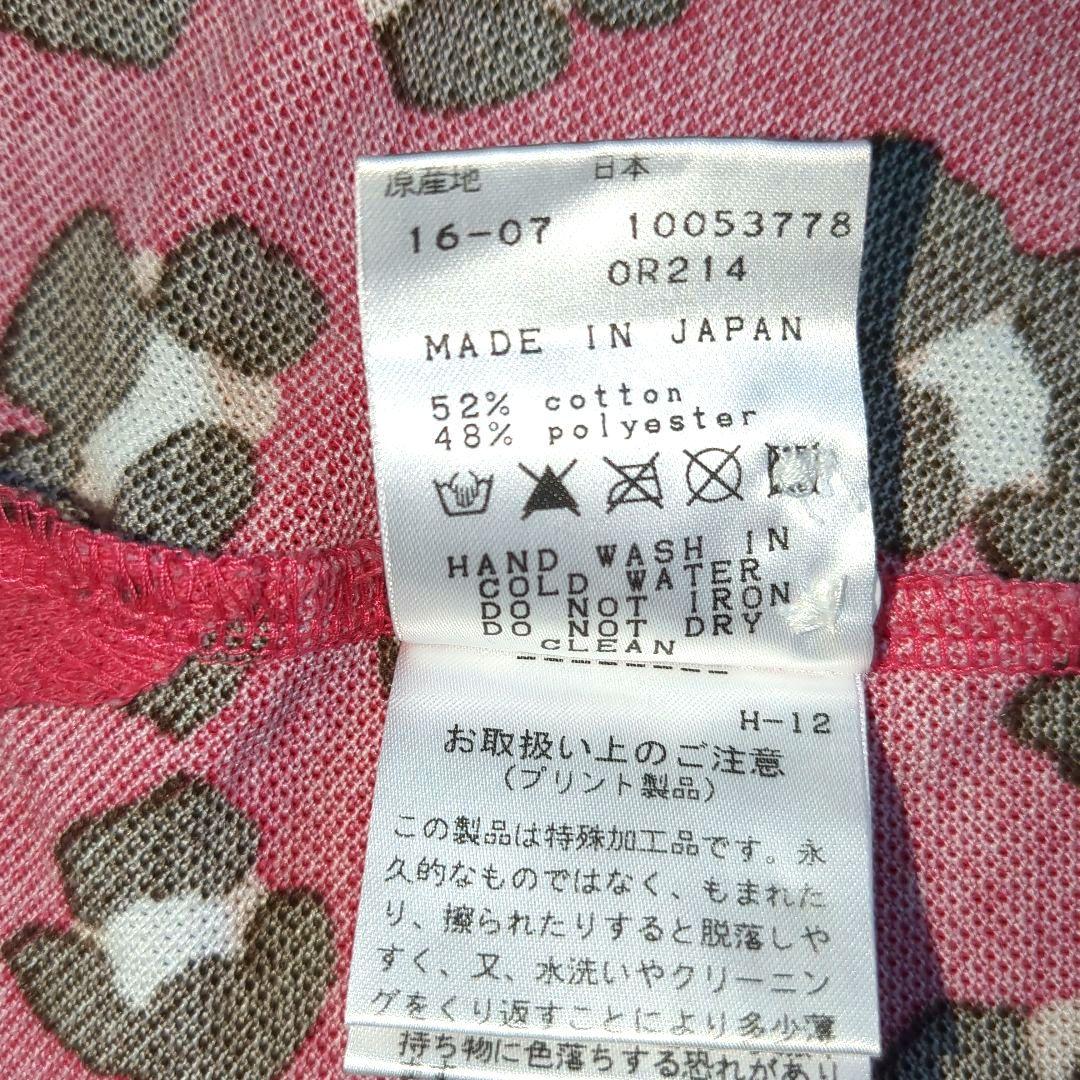 原産地 日本
16-07 10053778
OR214
MADE IN JAPAN
52% cotton
48% polyester
HAND WASH IN
COLD WATER
DO NOT IRON
DO NOT DRY
CLEAN
H-12
お取扱い上のご注意
(プリント製品)
この製品は特殊加工品です。永
久的なものではなく、もまれた
り、擦られたりすると脱落しや
すく、又、水洗いやクリーニン
グをくり返すことにより多少薄
持ち物に色落ちする恐れがあり